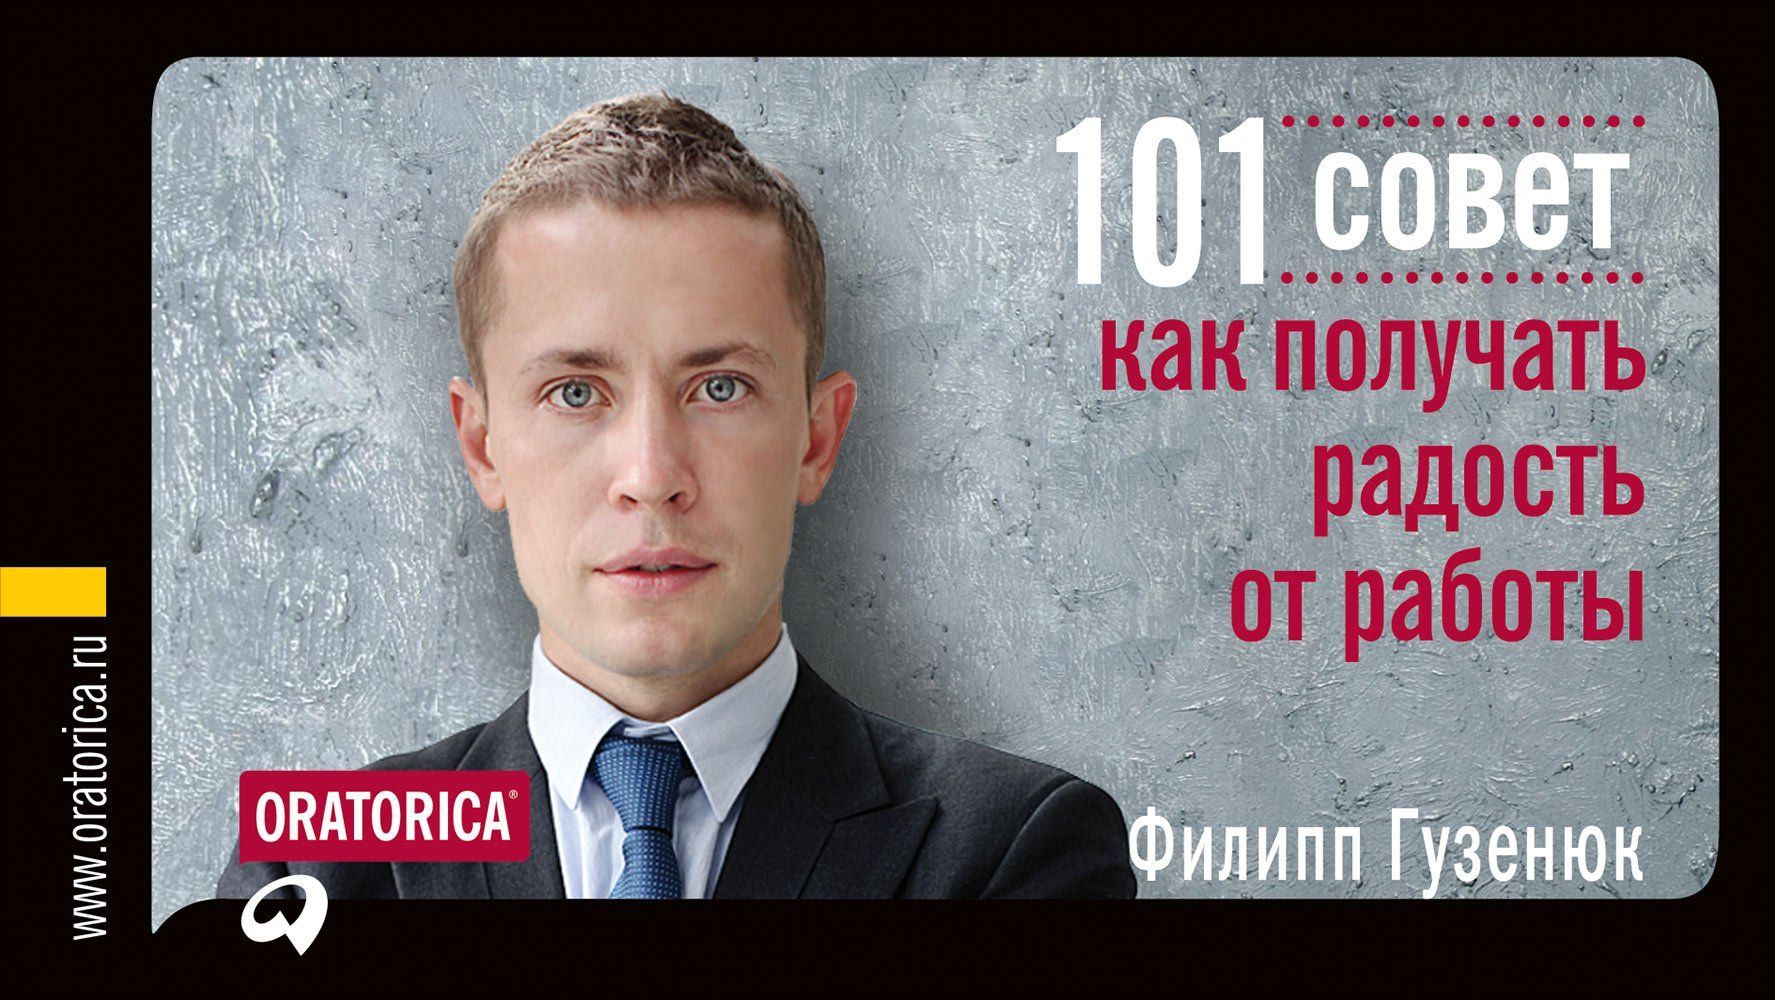 101 совет
как получать
радость
от работы
ORATORICA®
Филипп Гузенюк
www.oratorica.ru